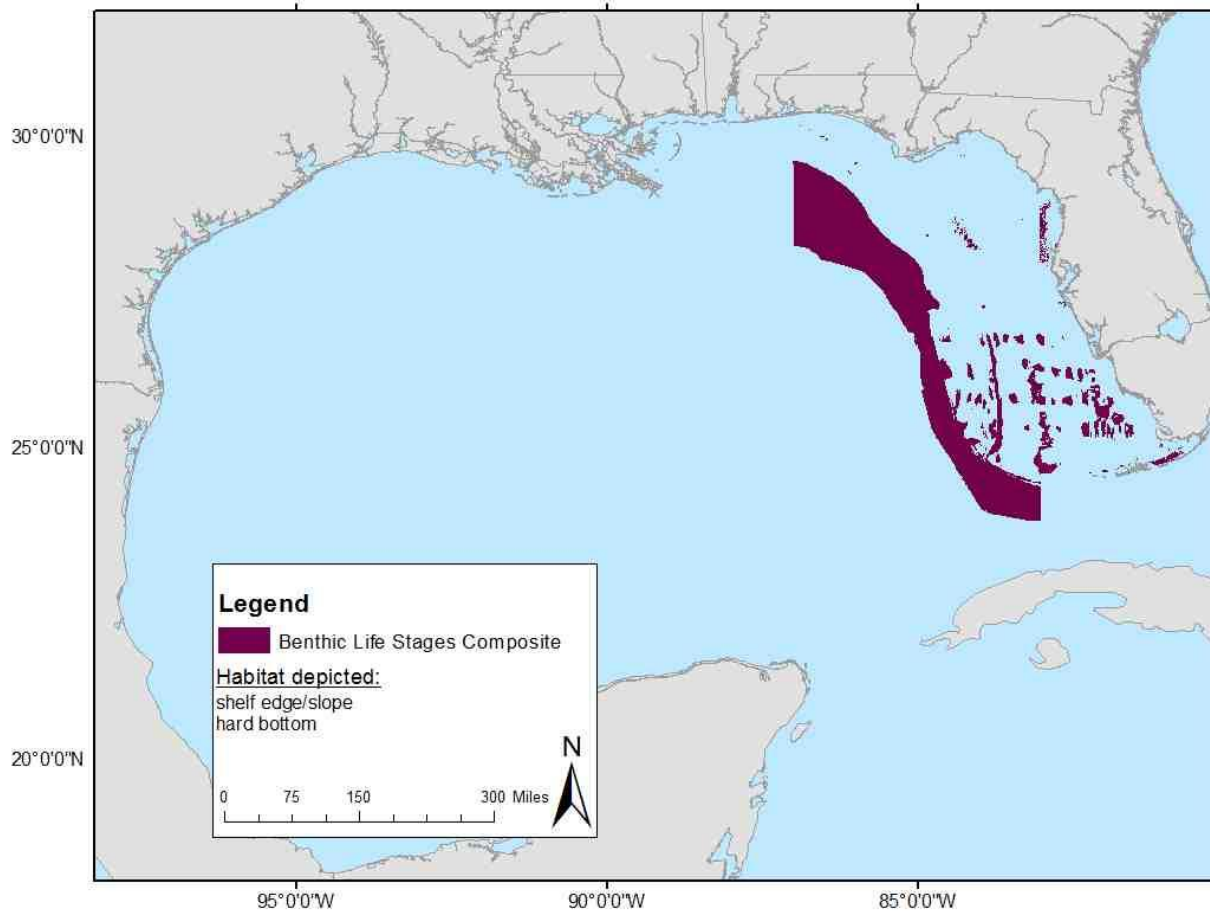 30°0'0"N
25°0'0"N
20°0'0"N
Legend
Benthic Life Stages Composite
Habitat depicted:
shelf edge/slope
hard bottom
N
0 75 150 300 Miles
95°0'0"W 90°0'0"W 85°0'0"W